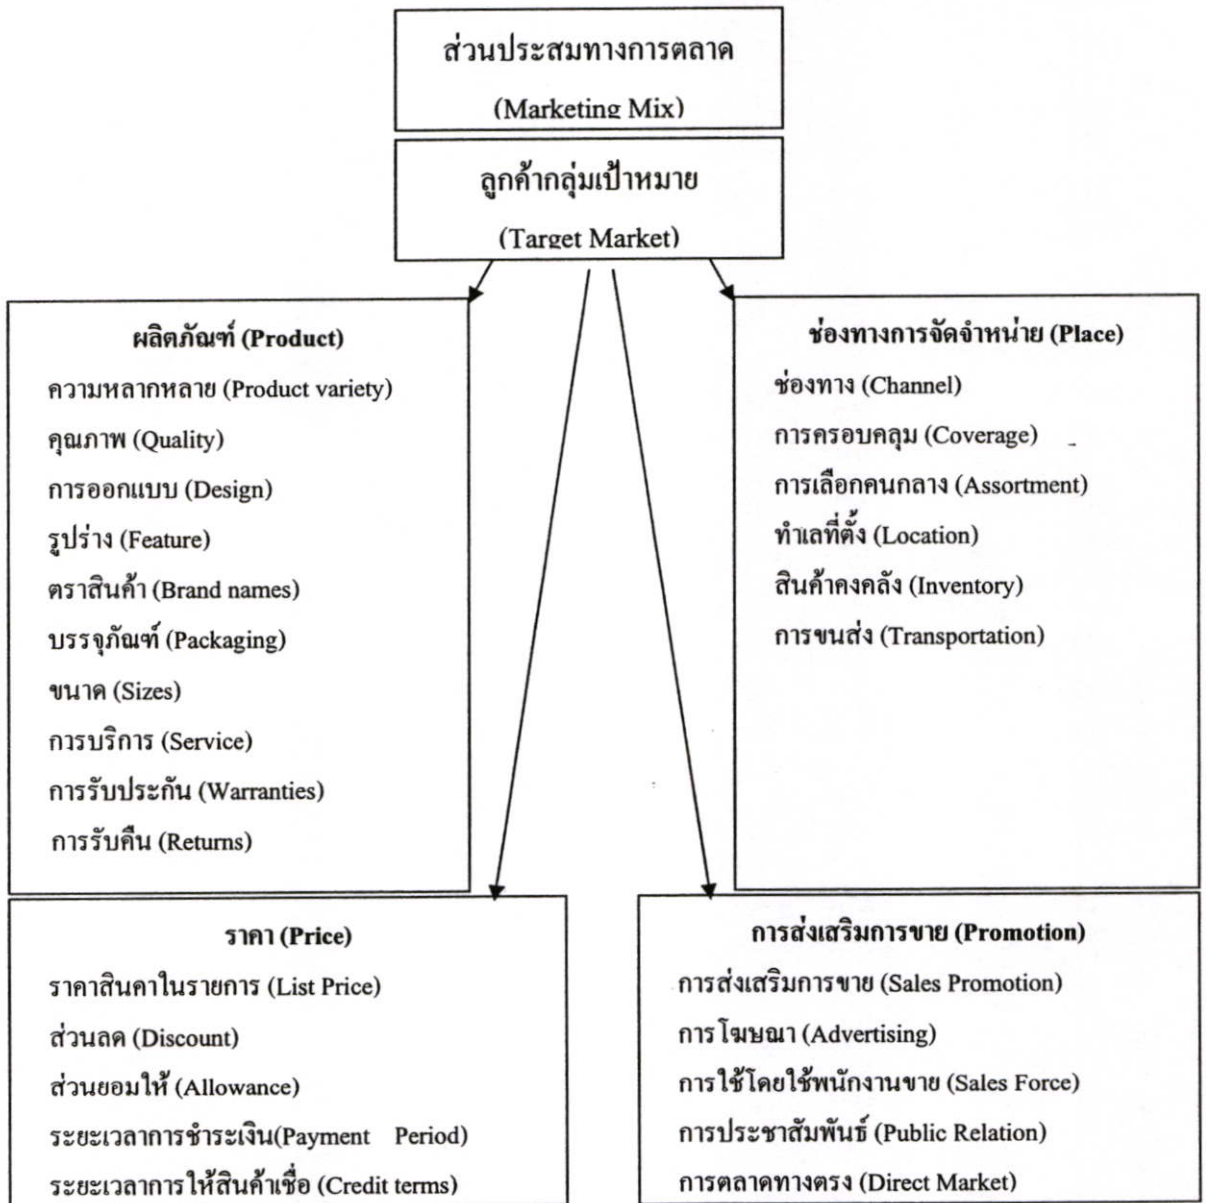 ส่วนประสมทางการตลาด
(Marketing Mix)
ลูกค้ากลุ่มเป้าหมาย
(Target Market)
ผลิตภัณฑ์ (Product)
ความหลากหลาย (Product variety)
คุณภาพ (Quality)
การออกแบบ (Design)
รูปร่าง (Feature)
ตราสินค้า (Brand names)
บรรจุภัณฑ์ (Packaging)
ขนาด (Sizes)
การบริการ (Service)
การรับประกัน (Warranties)
การรับคืน (Returns)
ช่องทางการจัดจำหน่าย (Place)
ช่องทาง (Channel)
การครอบคลุม (Coverage)
การเลือกคนกลาง (Assortment)
ทำเลที่ตั้ง (Location)
สินค้าคงคลัง (Inventory)
การขนส่ง (Transportation)
ราคา (Price)
ราคาสินคาในรายการ (List Price)
ส่วนลด (Discount)
ส่วนยอมให้ (Allowance)
ระยะเวลาการชำระเงิน(Payment Period)
ระยะเวลาการให้สินค้าเชื่อ (Credit terms)
การส่งเสริมการขาย (Promotion)
การส่งเสริมการขาย (Sales Promotion)
การโฆษณา (Advertising)
การใช้โดยใช้พนักงานขาย (Sales Force)
การประชาสัมพันธ์ (Public Relation)
การตลาดทางตรง (Direct Market)